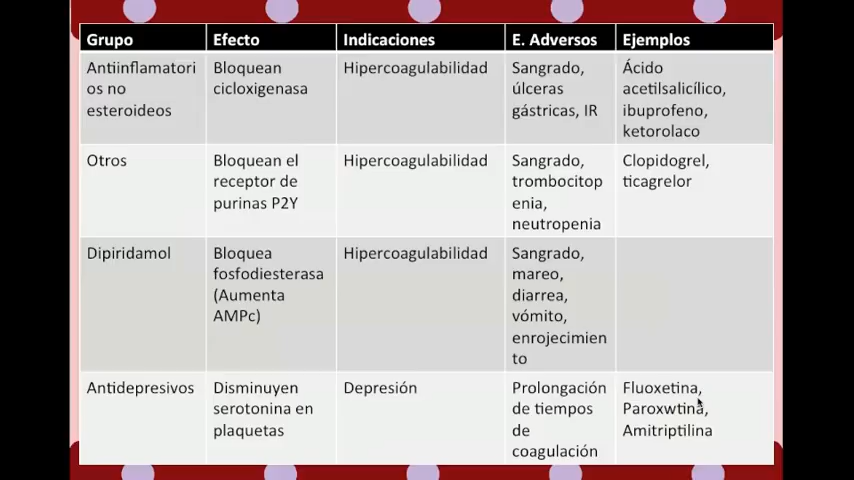 Grupo
Efecto
Indicaciones
E. Adversos
Ejemplos
Antiinflamatori
os no
esteroideos
Bloquean
cicloxigenasa
Hipercoagulabilidad
Sangrado,
úlceras
gástricas, IR
Ácido
acetilsalicílico,
ibuprofeno,
ketorolaco
Otros
Bloquean el
receptor de
purinas P2Y
Hipercoagulabilidad
Sangrado,
trombocitop
enia,
neutropenia
Clopidogrel,
ticagrelor
Dipiridamol
Bloquea
fosfodiesterasa
(Aumenta
AMPc)
Hipercoagulabilidad
Sangrado,
mareo,
diarrea,
vómito,
enrojecimien
to
Antidepresivos
Disminuyen
serotonina en
plaquetas
Depresión
Prolongación
de tiempos
de
coagulación
Fluoxetina,
Paroxwtina,
Amitriptilina